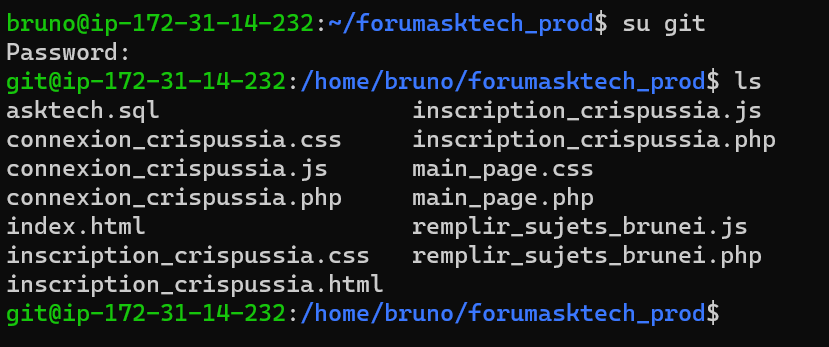 bruno@ip-172-31-14-232:~/forumasktech_prod$ su git
Password:
git@ip-172-31-14-232:/home/bruno/forumasktech_prod$ ls
asktech.sql                  inscription_crispussia.js
connexion_crispussia.css     inscription_crispussia.php
connexion_crispussia.js      main_page.css
connexion_crispussia.php     main_page.php
index.html                   remplir_sujets_brunei.js
inscription_crispussia.css   remplir_sujets_brunei.php
inscription_crispussia.html
git@ip-172-31-14-232:/home/bruno/forumasktech_prod$